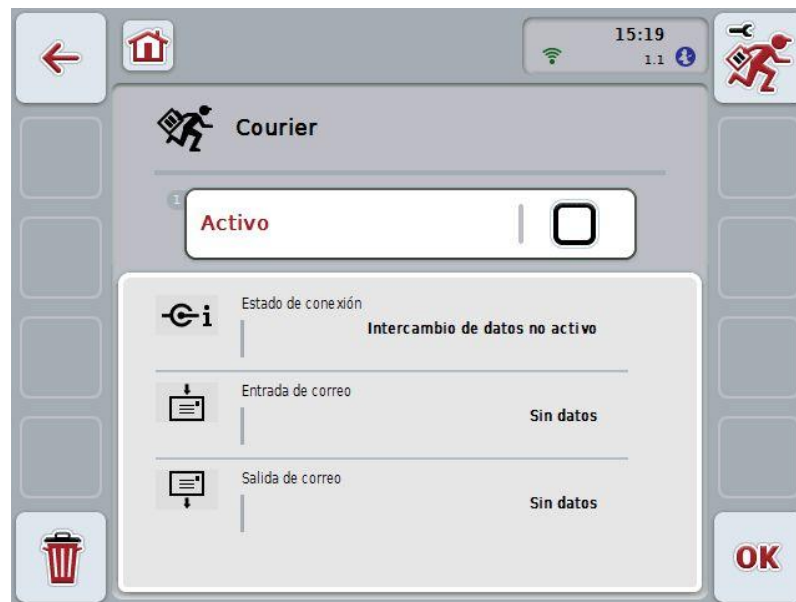 15:19
1.1
Courier
1
Activo
Estado de conexión
Intercambio de datos no activo
Entrada de correo
Sin datos
Salida de correo
Sin datos
OK